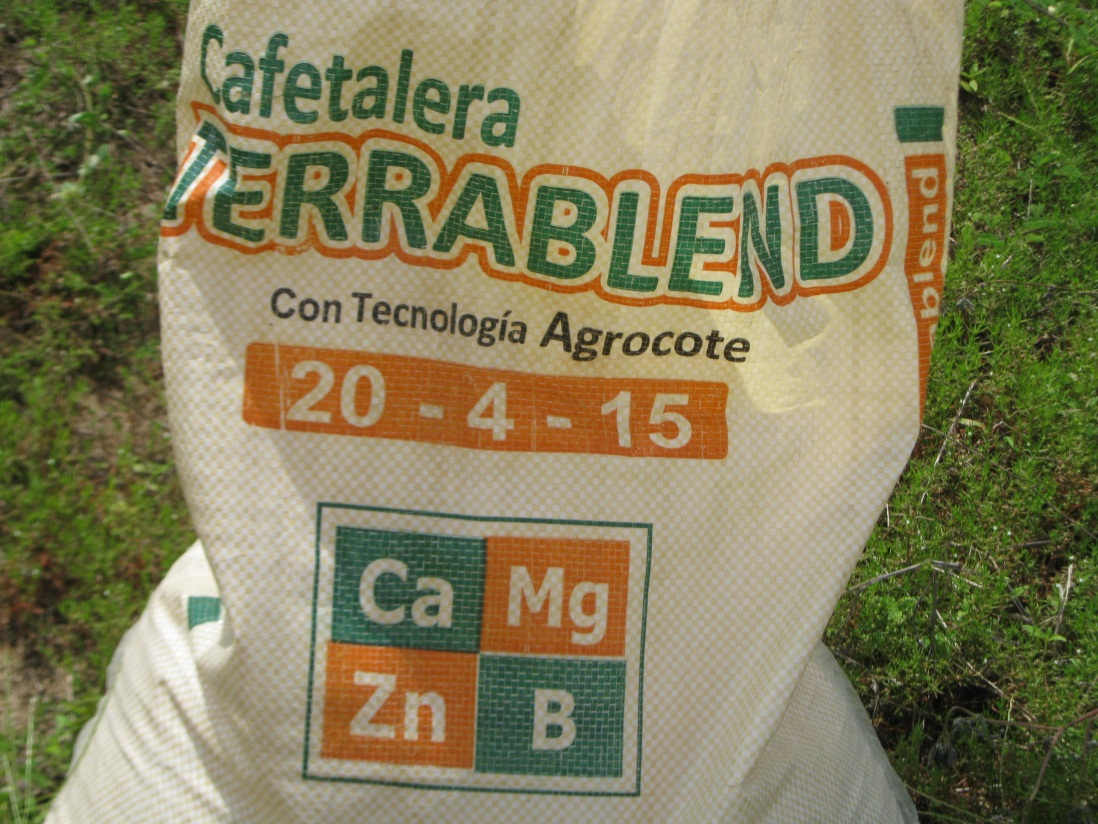 Cafetalera
TERRABLEND
Con Tecnología Agrocote
20 - 4 - 15
Ca Mg
Zn B
blend